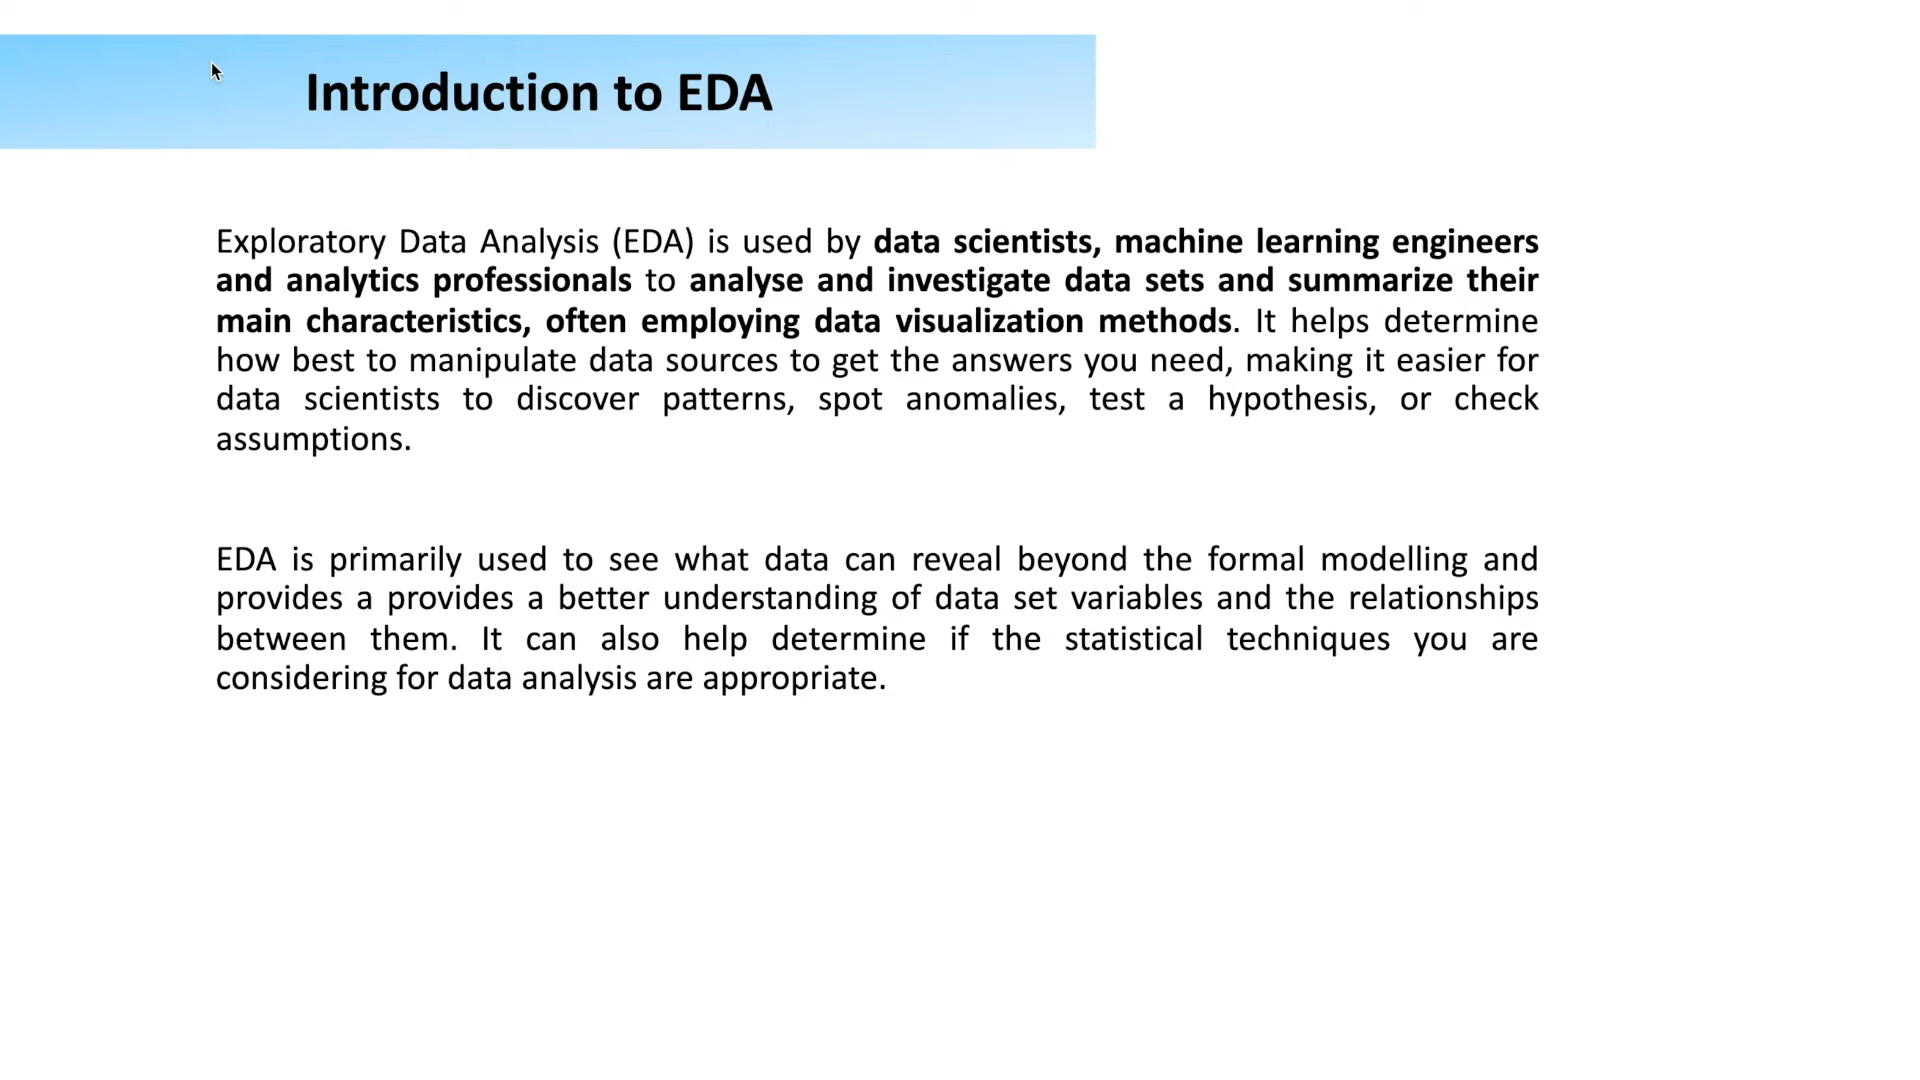 Introduction to EDA
Exploratory Data Analysis (EDA) is used by data scientists, machine learning engineers
and analytics professionals to analyse and investigate data sets and summarize their
main characteristics, often employing data visualization methods. It helps determine
how best to manipulate data sources to get the answers you need, making it easier for
data scientists to discover patterns, spot anomalies, test a hypothesis, or check
assumptions.
EDA is primarily used to see what data can reveal beyond the formal modelling and
provides a provides a better understanding of data set variables and the relationships
between them. It can also help determine if the statistical techniques you are
considering for data analysis are appropriate.